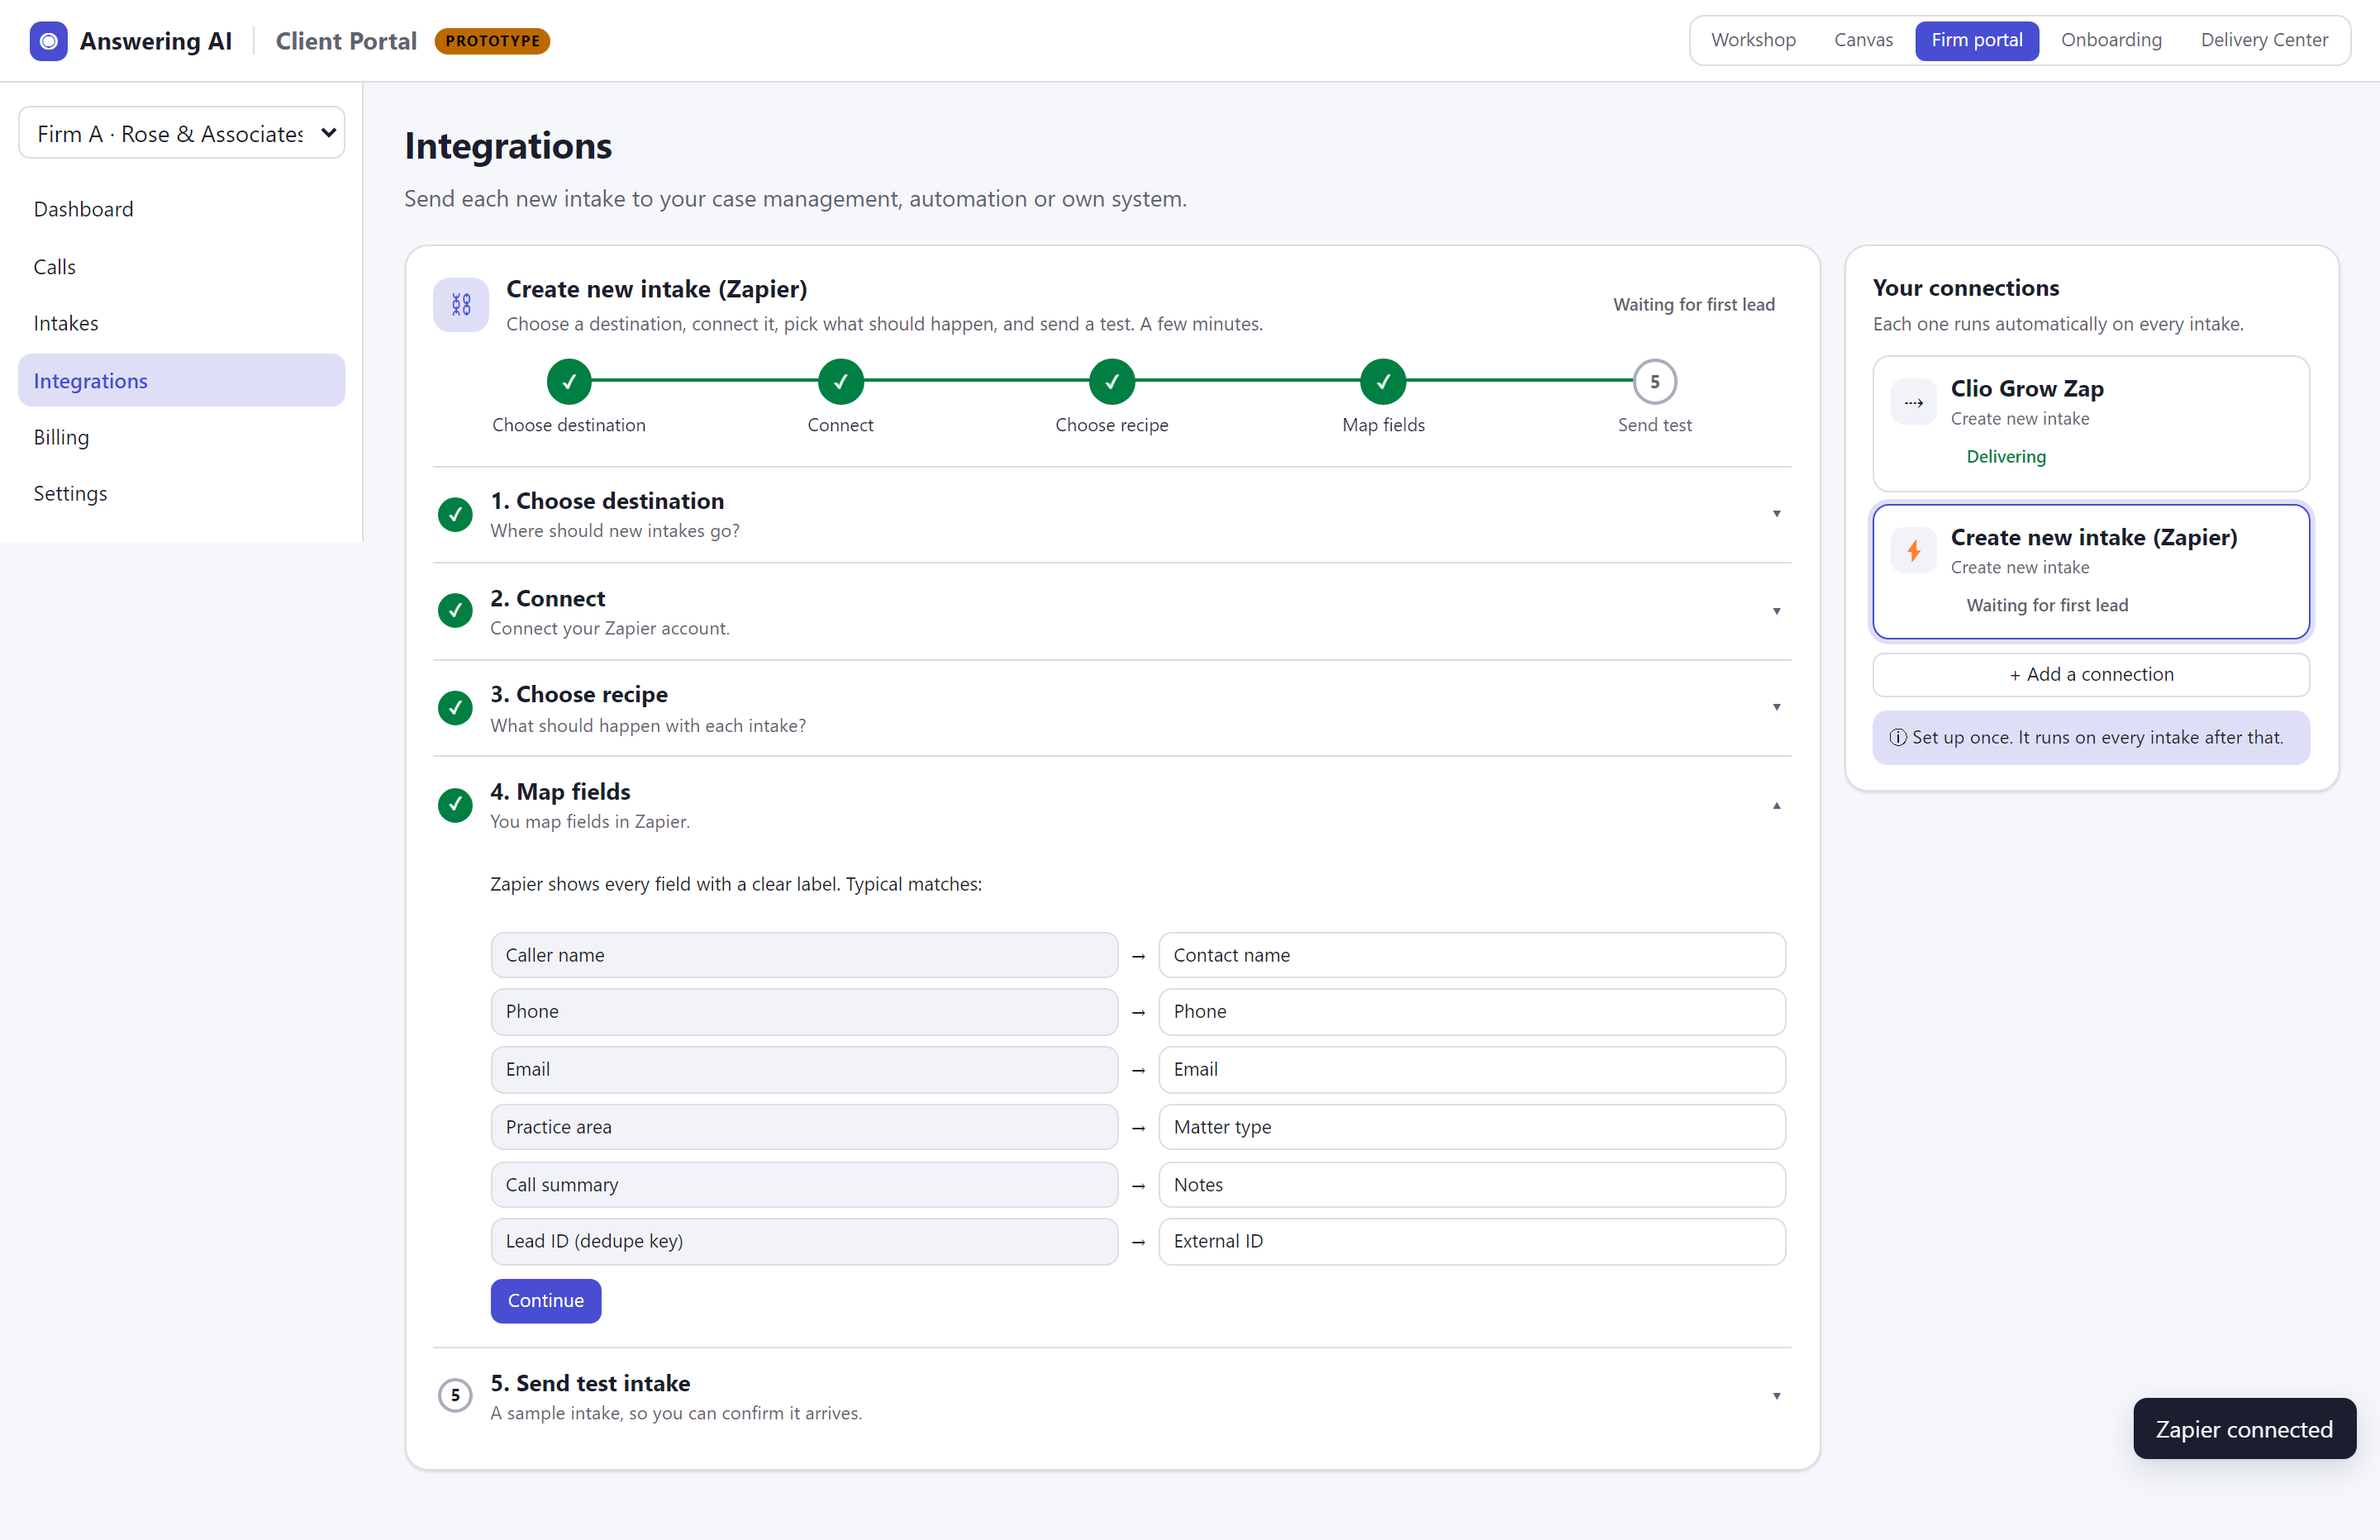 Answering AI
Client Portal
PROTOTYPE
Workshop
Canvas
Firm portal
Onboarding
Delivery Center
Firm A · Rose & Associates
Dashboard
Calls
Intakes
Integrations
Billing
Settings
Integrations
Send each new intake to your case management, automation or own system.
Create new intake (Zapier)
Choose a destination, connect it, pick what should happen, and send a test. A few minutes.
Waiting for first lead
Choose destination
Connect
Choose recipe
Map fields
5
Send test
1. Choose destination
Where should new intakes go?
2. Connect
Connect your Zapier account.
3. Choose recipe
What should happen with each intake?
4. Map fields
You map fields in Zapier.
Zapier shows every field with a clear label. Typical matches:
Caller name → Contact name
Phone → Phone
Email → Email
Practice area → Matter type
Call summary → Notes
Lead ID (dedupe key) → External ID
Continue
5
5. Send test intake
A sample intake, so you can confirm it arrives.
Your connections
Each one runs automatically on every intake.
Clio Grow Zap
Create new intake
Delivering
Create new intake (Zapier)
Create new intake
Waiting for first lead
+ Add a connection
ⓘ Set up once. It runs on every intake after that.
Zapier connected